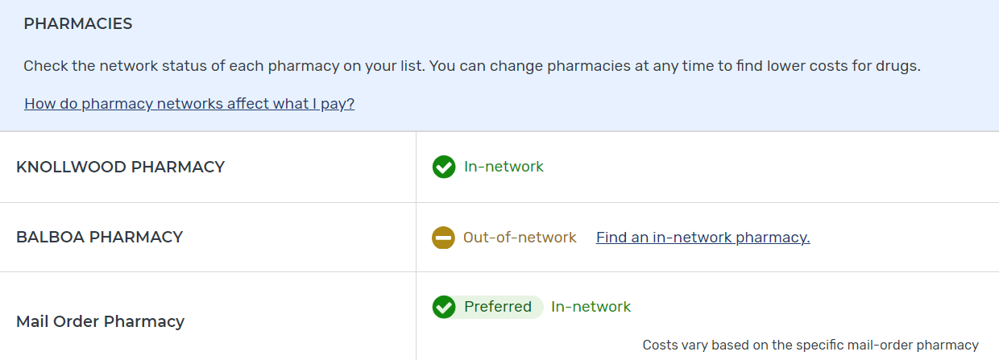 PHARMACIES
Check the network status of each pharmacy on your list. You can change pharmacies at any time to find lower costs for drugs.
How do pharmacy networks affect what I pay?
KNOLLWOOD PHARMACY
In-network
BALBOA PHARMACY
Out-of-network
Find an in-network pharmacy.
Mail Order Pharmacy
Preferred
In-network
Costs vary based on the specific mail-order pharmacy